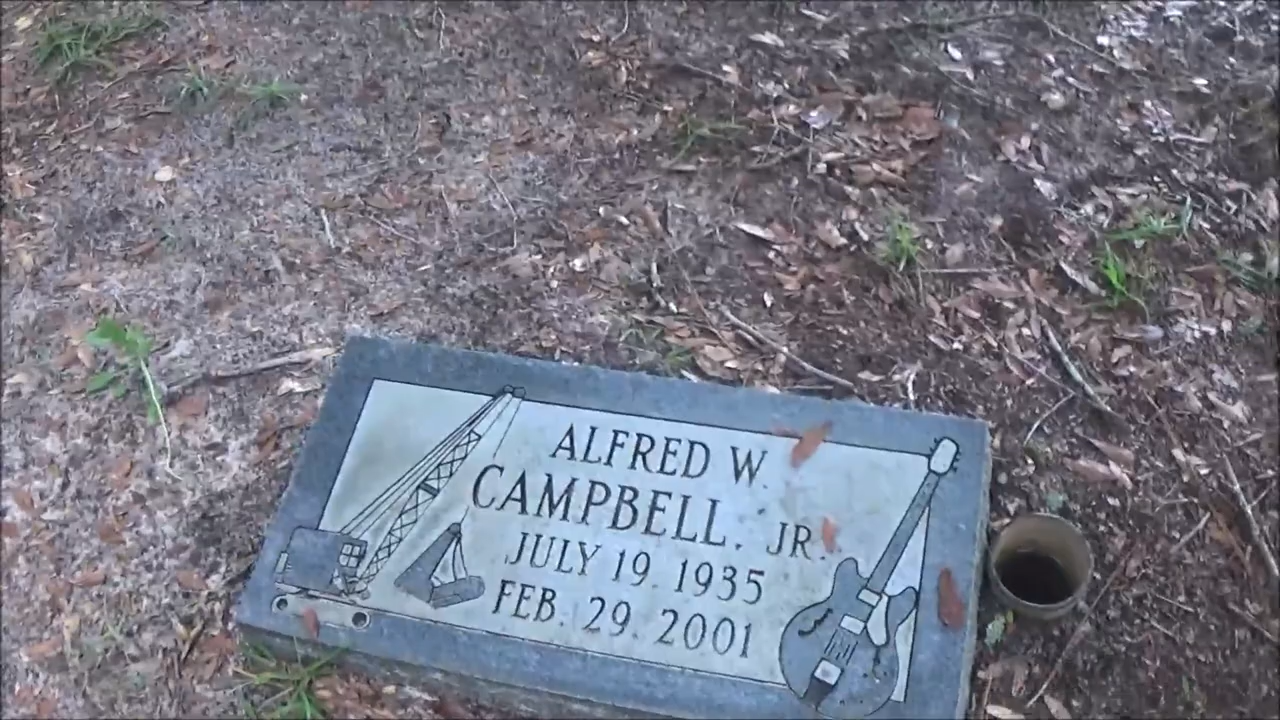 ALFRED W.
CAMPBELL, JR.
JULY 19, 1935
FEB. 29, 2001